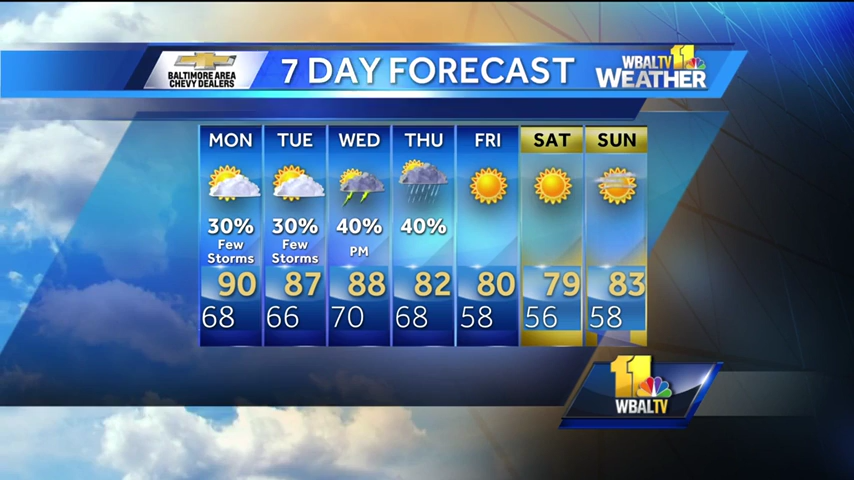 BALTIMORE AREA
CHEVY DEALERS
7 DAY FORECAST
WBALTV 11
WEATHER
MON TUE WED THU FRI SAT SUN
30% 30% 40% 40%
Few Few PM
Storms Storms
90 87 88 82 80 79 83
68 66 70 68 58 56 58
11
WBALTV